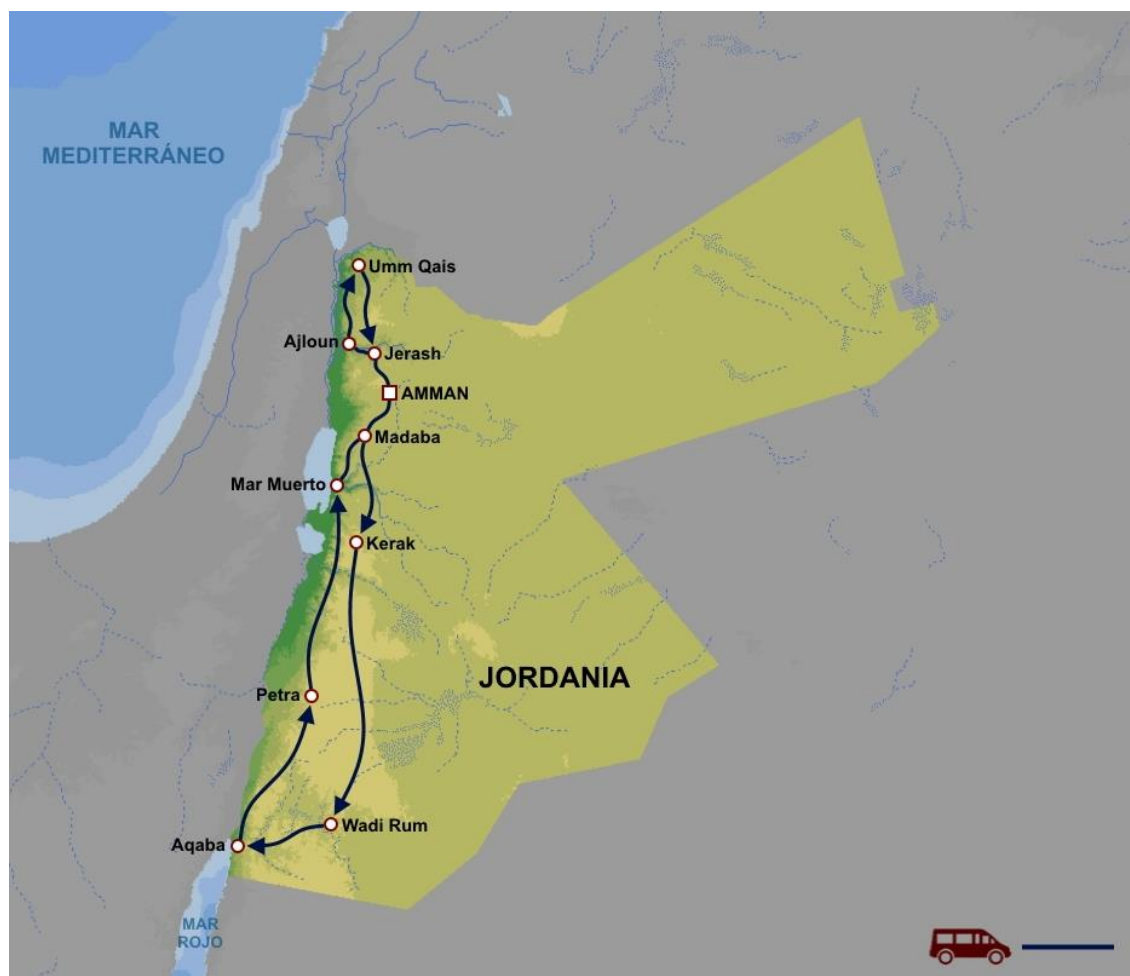 MAR
MEDITERRÁNEO
Umm Qais
Ajloun
Jerash
AMMAN
Madaba
Mar Muerto
Kerak
JORDANIA
Petra
Wadi Rum
Aqaba
MAR
ROJO